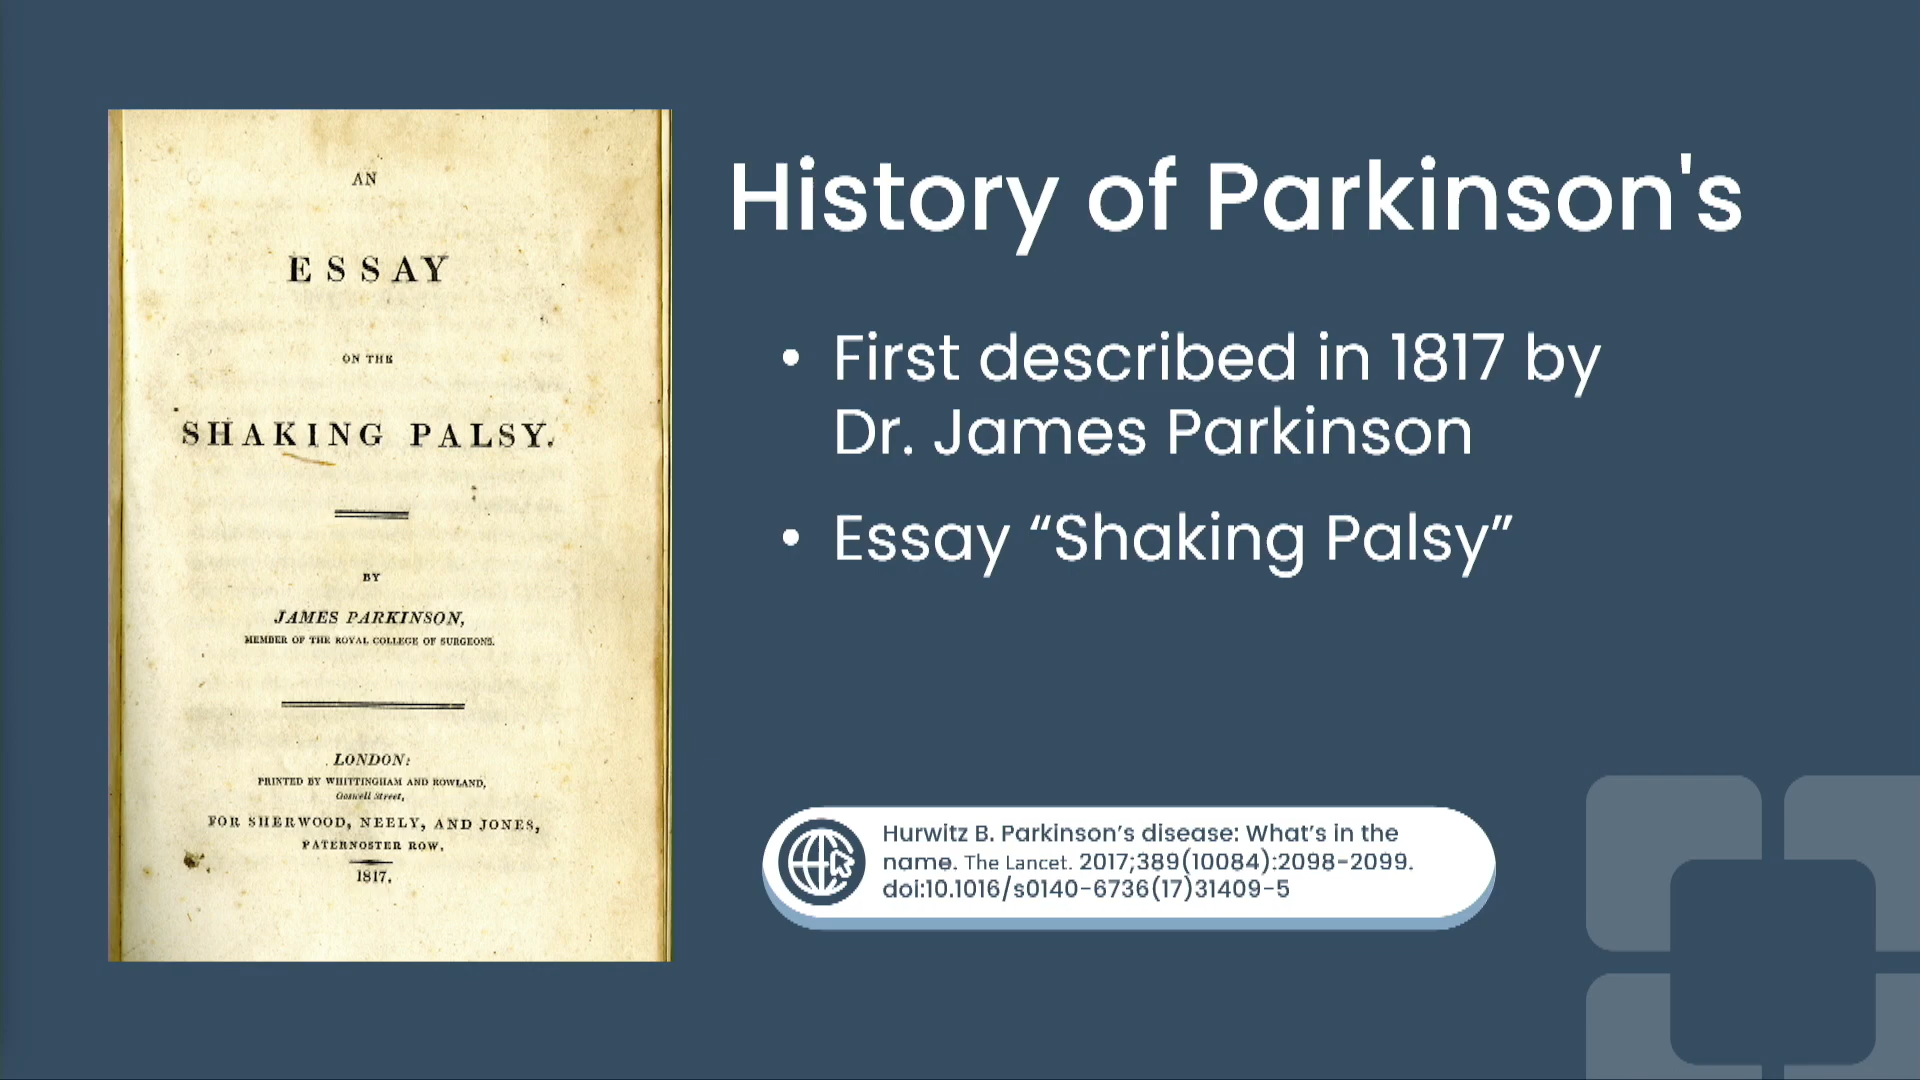 AN
ESSAY
ON THE
SHAKING PALSY.
BY
JAMES PARKINSON,
MEMBER OF THE ROYAL COLLEGE OF SURGEONS.
LONDON:
PRINTED BY WHITTINGHAM AND ROWLAND,
Goswell Street,
FOR SHERWOOD, NEELY, AND JONES,
PATERNOSTER ROW.
1817.
History of Parkinson's
• First described in 1817 by
Dr. James Parkinson
• Essay “Shaking Palsy”
Hurwitz B. Parkinson’s disease: What’s in the
name. The Lancet. 2017;389(10084):2098-2099.
doi:10.1016/s0140-6736(17)31409-5